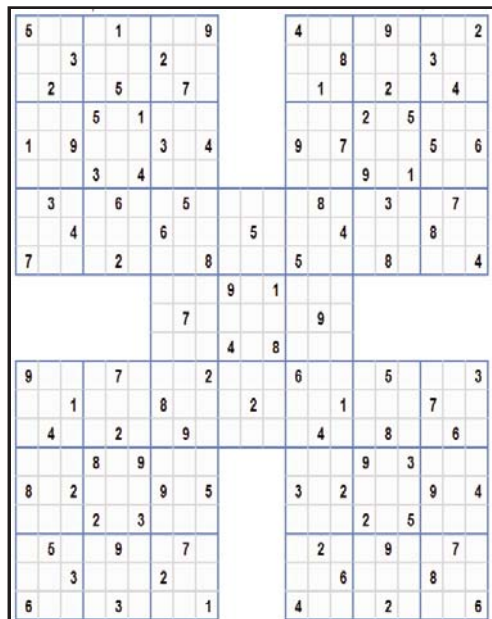 5 1 9 4 9 2
3 2 8 3
2 5 7 1 2 4
5 1 2 5
1 9 3 4 9 7 5 6
3 4 9 1
3 6 5 8 3 7
4 6 5 4 8
7 2 8 5 8 4
9 1
7 9
4 8
9 7 2 6 5 3
1 8 2 1 7
4 2 9 4 8 6
8 9 9 3
8 2 9 5 3 2 9 4
2 3 2 5
5 9 7 2 9 7
3 2 6 8
6 3 1 4 2 6